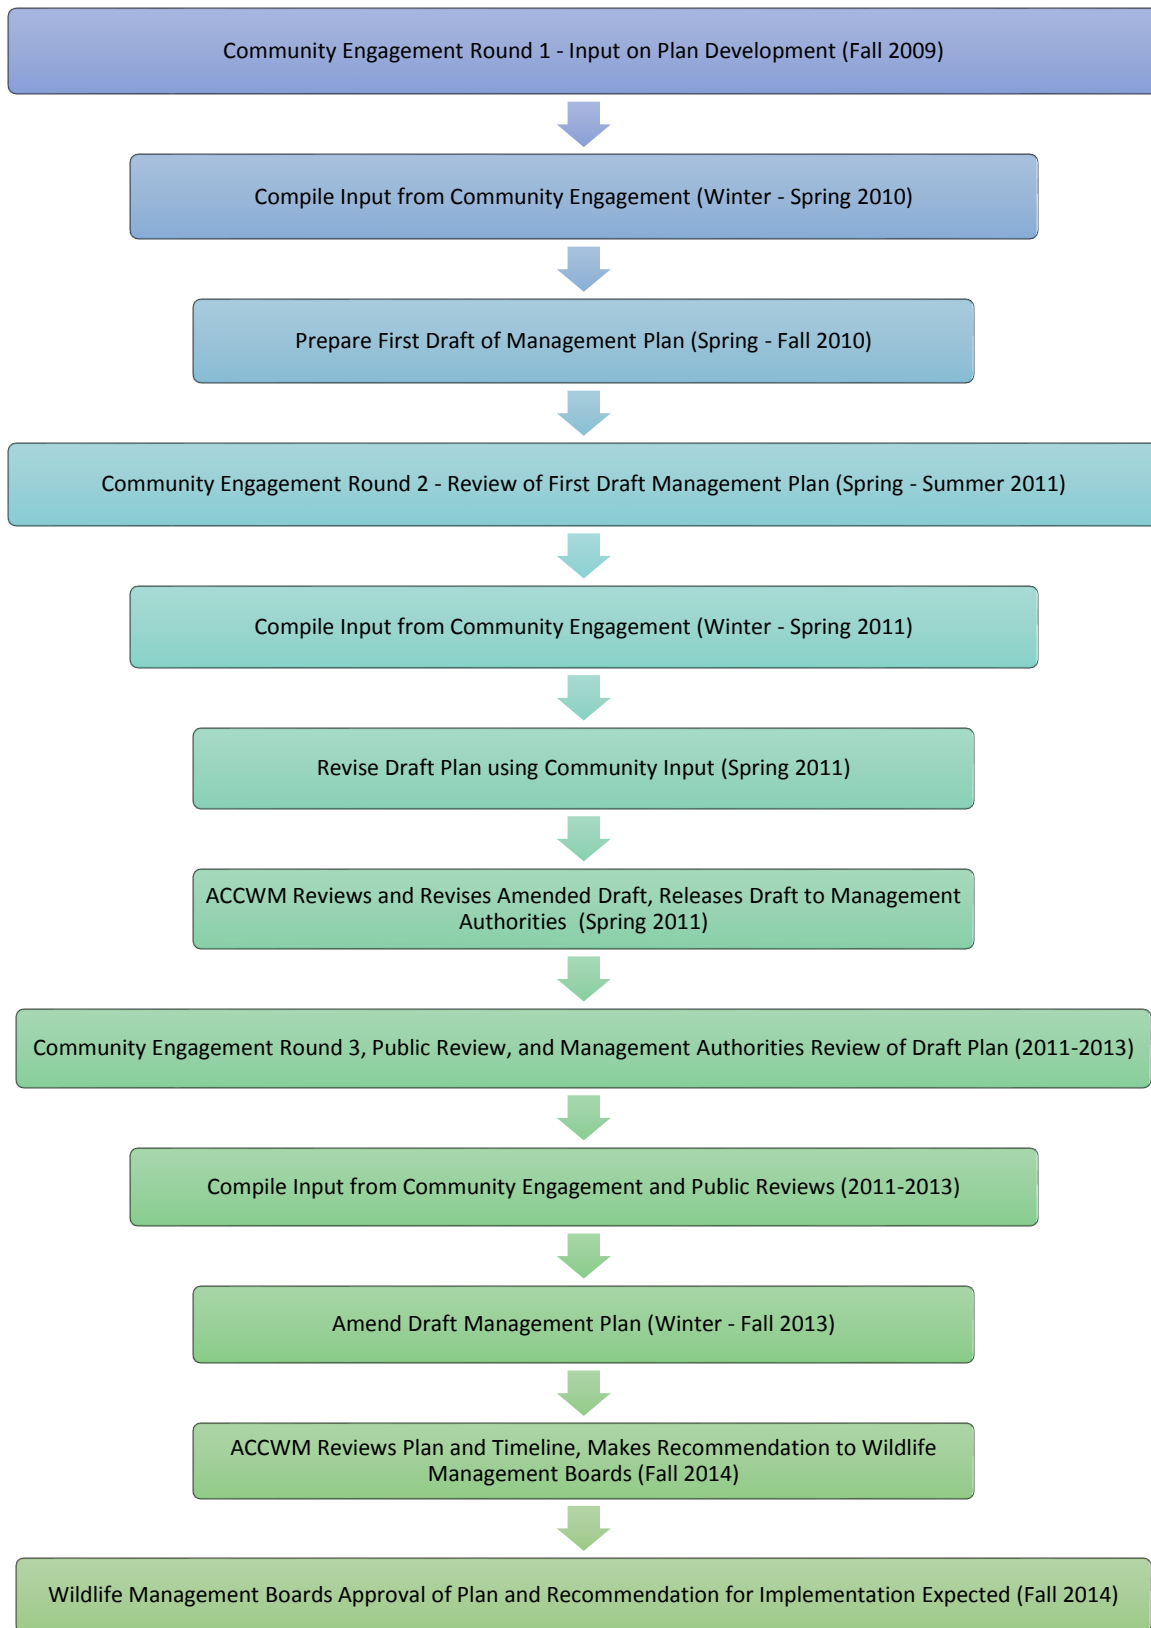 Community Engagement Round 1 - Input on Plan Development (Fall 2009)
Compile Input from Community Engagement (Winter - Spring 2010)
Prepare First Draft of Management Plan (Spring - Fall 2010)
Community Engagement Round 2 - Review of First Draft Management Plan (Spring - Summer 2011)
Compile Input from Community Engagement (Winter - Spring 2011)
Revise Draft Plan using Community Input (Spring 2011)
ACCWM Reviews and Revises Amended Draft, Releases Draft to Management
Authorities (Spring 2011)
Community Engagement Round 3, Public Review, and Management Authorities Review of Draft Plan (2011-2013)
Compile Input from Community Engagement and Public Reviews (2011-2013)
Amend Draft Management Plan (Winter - Fall 2013)
ACCWM Reviews Plan and Timeline, Makes Recommendation to Wildlife
Management Boards (Fall 2014)
Wildlife Management Boards Approval of Plan and Recommendation for Implementation Expected (Fall 2014)